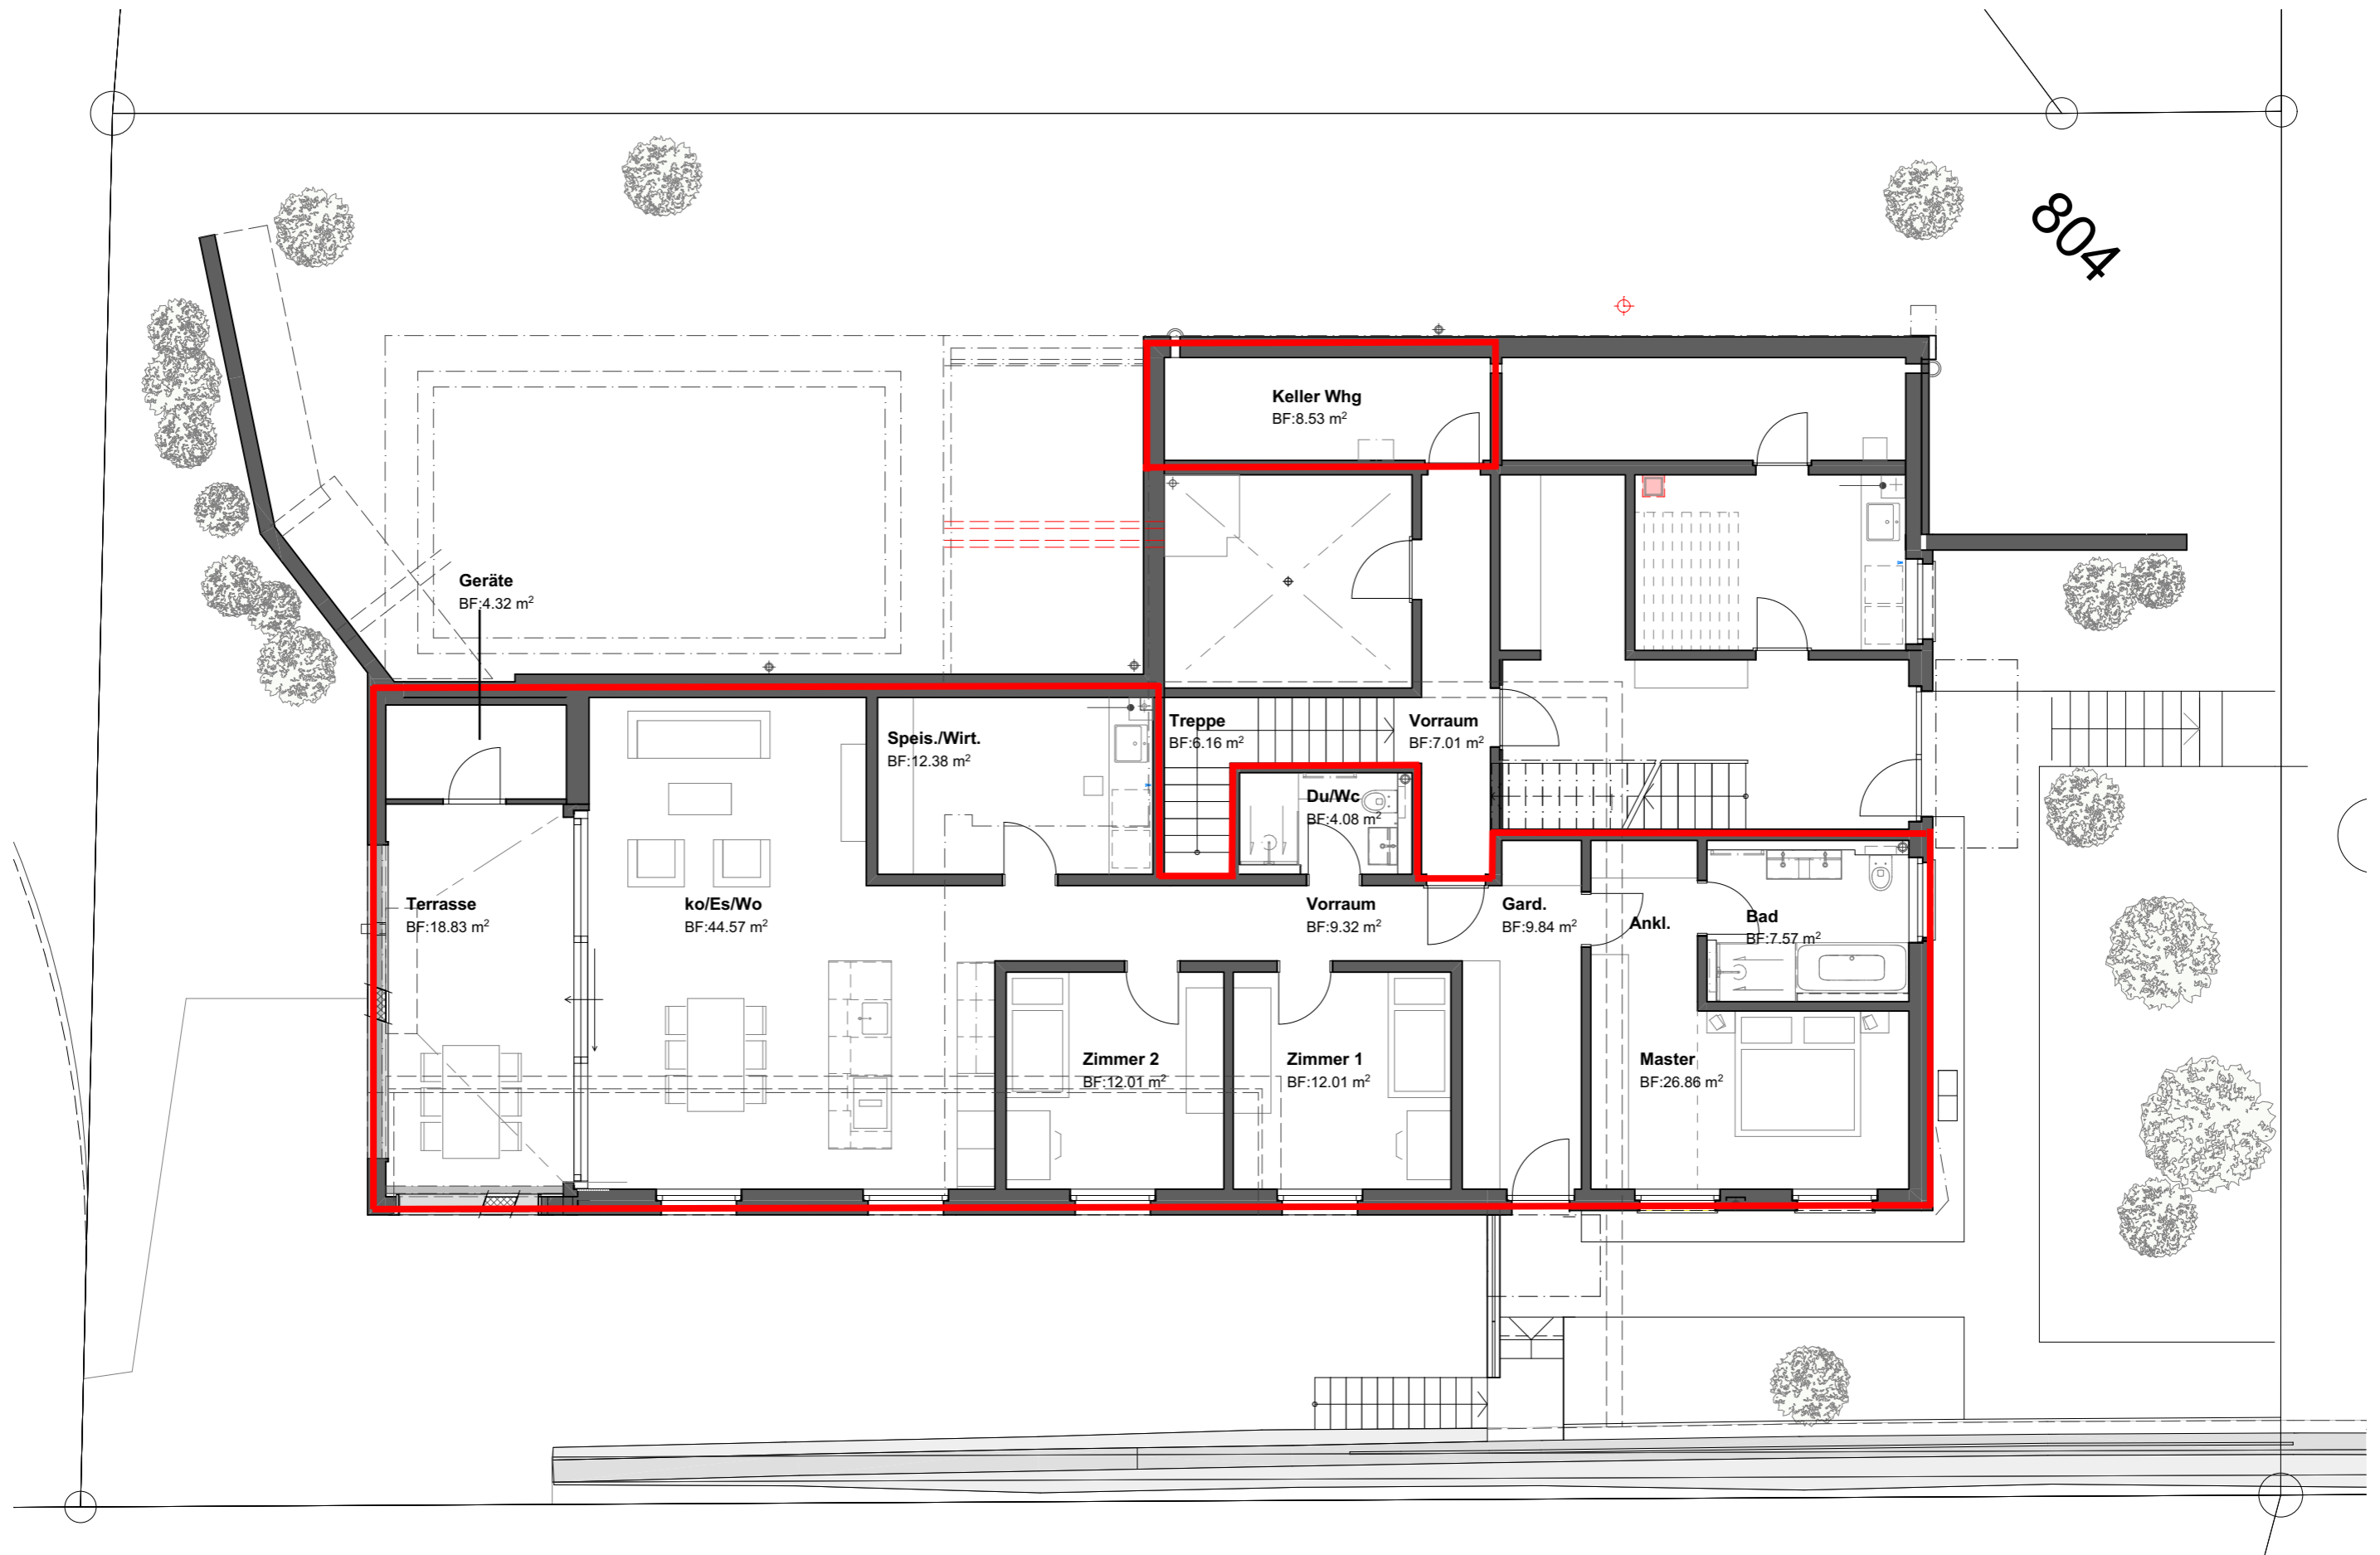 804
Keller Whg
BF:8.53 m²
Geräte
BF:4.32 m²
Treppe
BF:6.16 m²
Vorraum
BF:7.01 m²
Speis./Wirt.
BF:12.38 m²
Du/Wc
BF:4.08 m²
Terrasse
BF:18.83 m²
ko/Es/Wo
BF:44.57 m²
Vorraum
BF:9.32 m²
Gard.
BF:9.84 m²
Ankl.
Bad
BF:7.57 m²
Zimmer 2
BF:12.01 m²
Zimmer 1
BF:12.01 m²
Master
BF:26.86 m²